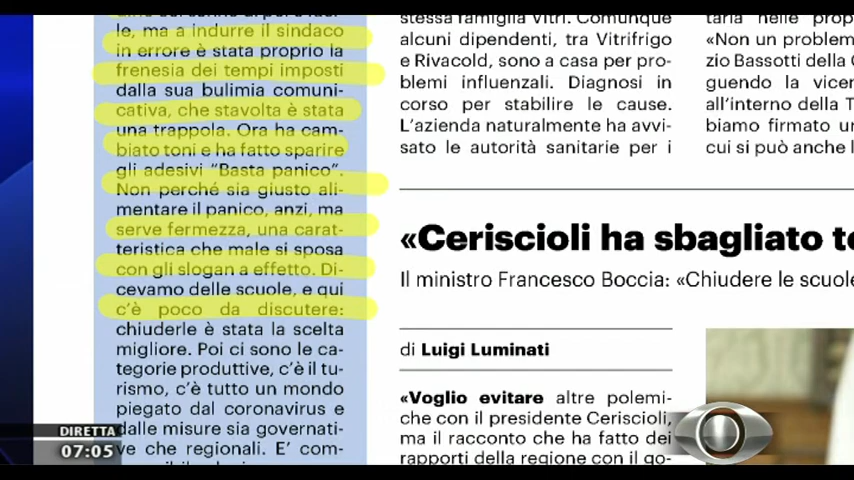 le, ma a indurre il sindaco
in errore è stata proprio la
frenesia dei tempi imposti
dalla sua bulimia comuni-
cativa, che stavolta è stata
una trappola. Ora ha cam-
biato toni e ha fatto sparire
gli adesivi “Basta panico”.
Non perché sia giusto ali-
mentare il panico, anzi, ma
serve fermezza, una carat-
teristica che male si sposa
con gli slogan a effetto. Di-
cevamo delle scuole, e qui
c’è poco da discutere:
chiuderle è stata la scelta
migliore. Poi ci sono le ca-
tegorie produttive, c’è il tu-
rismo, c’è tutto un mondo
piegato dal coronavirus e
dalle misure sia governati-
ve che regionali. E’ com-
stessa famiglia Vitri. Comunque
alcuni dipendenti, tra Vitrifrigo
e Rivacold, sono a casa per pro-
blemi influenzali. Diagnosi in
corso per stabilire le cause.
L’azienda naturalmente ha avvi-
sato le autorità sanitarie per i
taria nelle prop
«Non un problem
zio Bassotti della C
guendo la vicen
all’interno della T
biamo firmato un
cui si può anche l
«Ceriscioli ha sbagliato te
Il ministro Francesco Boccia: «Chiudere le scuole
di Luigi Luminati
«Voglio evitare altre polemi-
che con il presidente Ceriscioli,
ma il racconto che ha fatto dei
rapporti della regione con il go-
DIRETTA
07:05